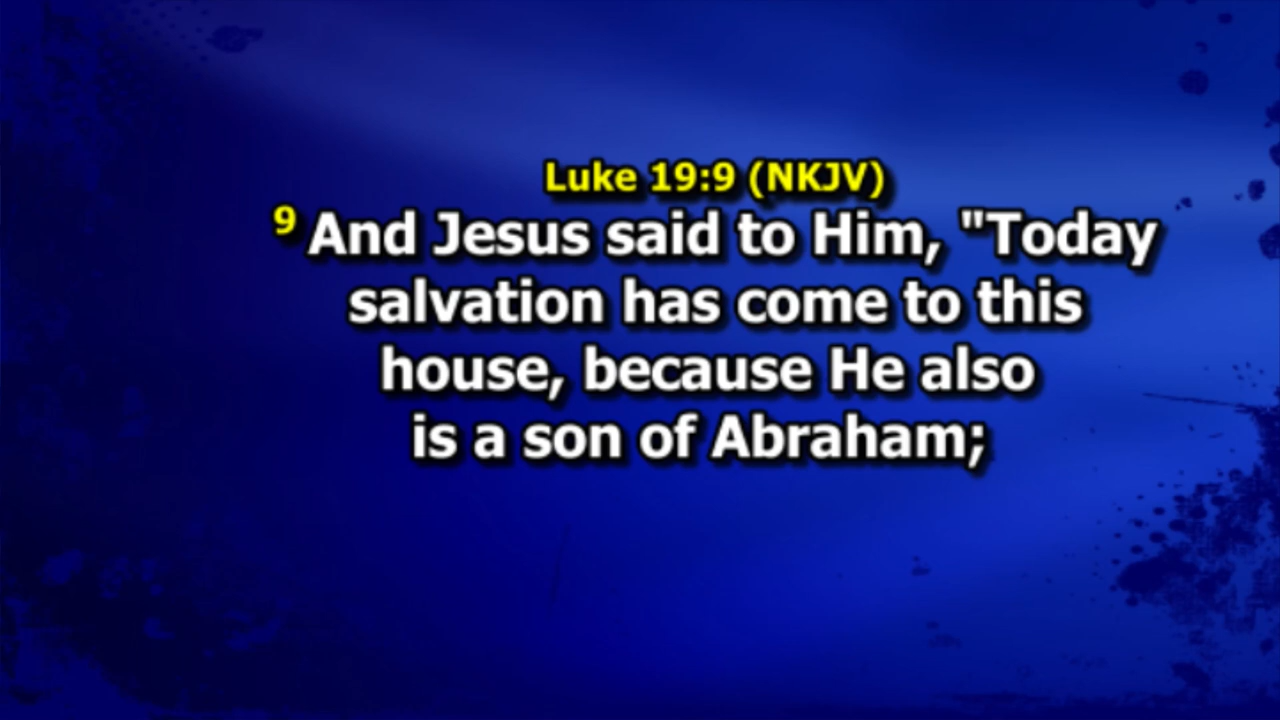 Luke 19:9 (NKJV)
9 And Jesus said to Him, "Today
salvation has come to this
house, because He also
is a son of Abraham;